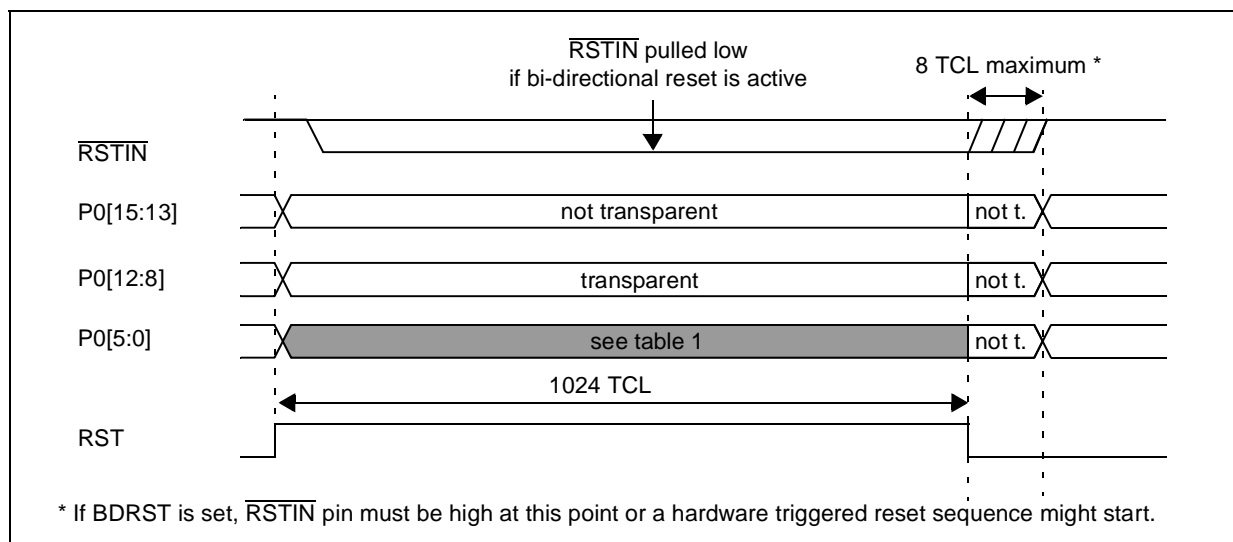 RSTIN pulled low
if bi-directional reset is active
8 TCL maximum *
RSTIN
P0[15:13]
not transparent
not t.
P0[12:8]
transparent
not t.
P0[5:0]
see table 1
not t.
1024 TCL
RST
* If BDRST is set, RSTIN pin must be high at this point or a hardware triggered reset sequence might start.